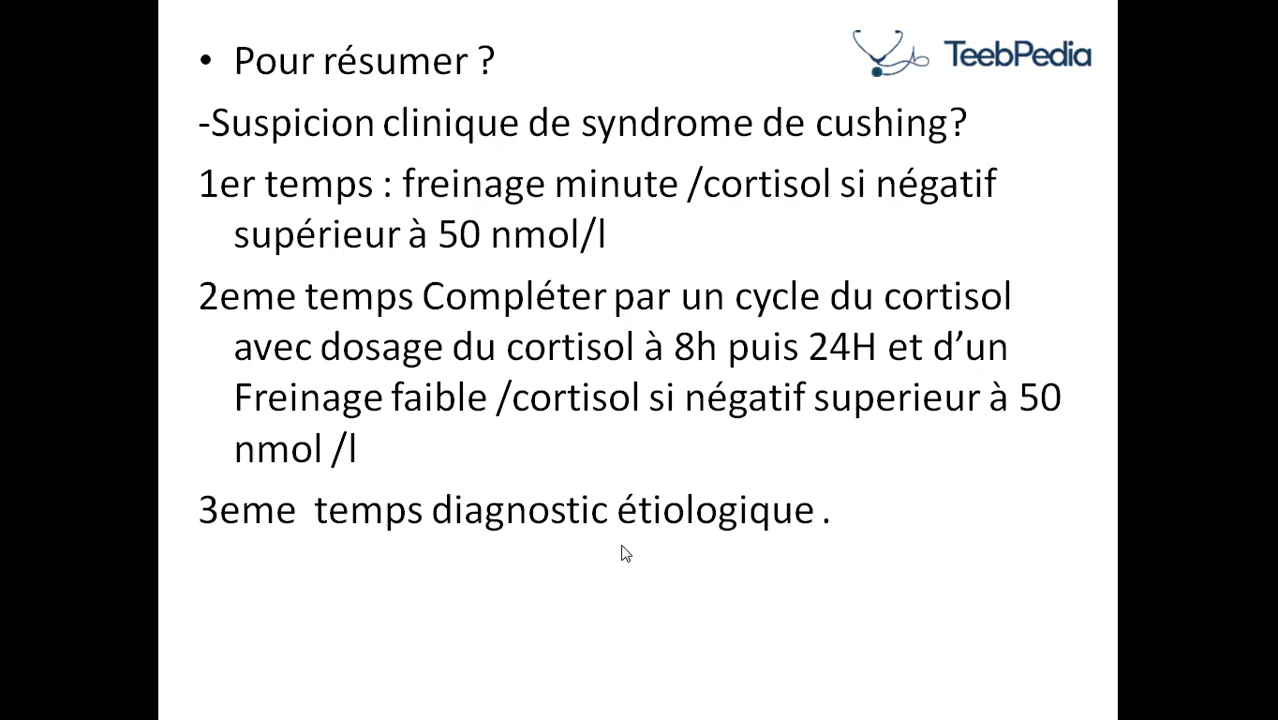 • Pour résumer ?
TeebPedia
-Suspicion clinique de syndrome de cushing?
1er temps : freinage minute /cortisol si négatif
supérieur à 50 nmol/l
2eme temps Compléter par un cycle du cortisol
avec dosage du cortisol à 8h puis 24H et d’un
Freinage faible /cortisol si négatif superieur à 50
nmol /l
3eme  temps diagnostic étiologique .